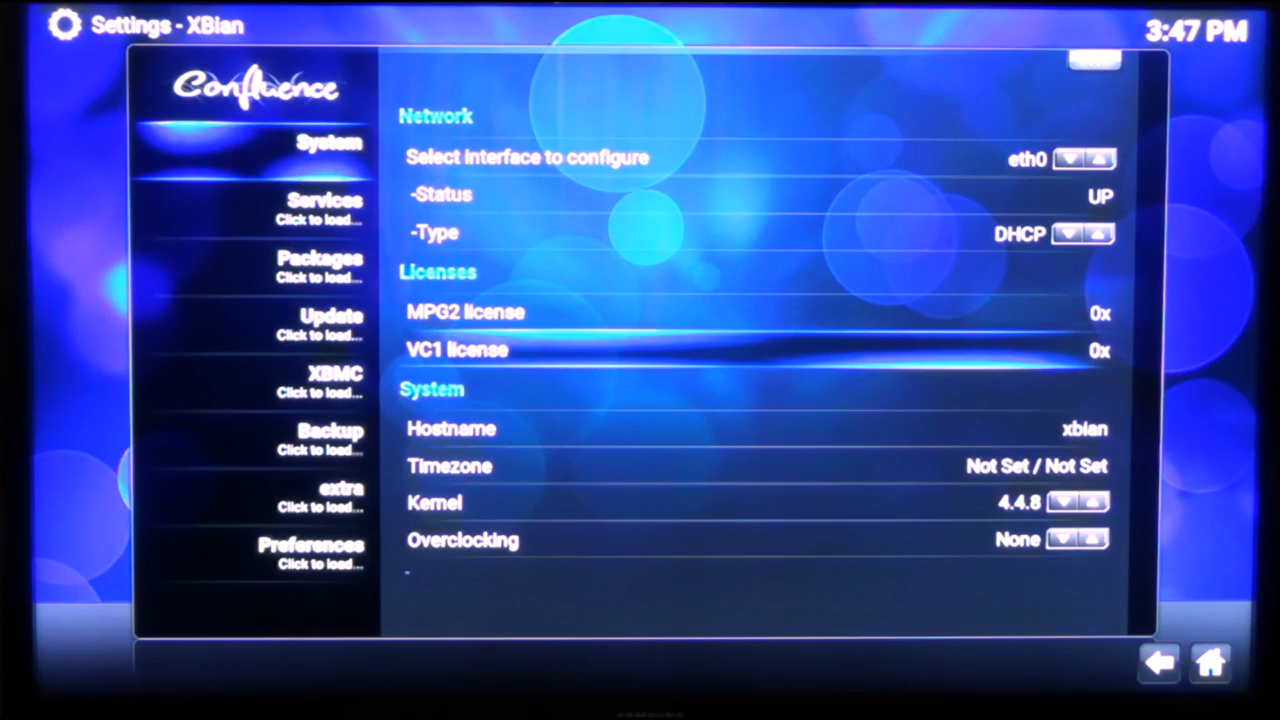 Settings - XBian
3:47 PM
Confluence
System
Services
Click to load...
Packages
Click to load...
Update
Click to load...
XBMC
Click to load...
Backup
Click to load...
extra
Click to load...
Preferences
Click to load...
Network
Select interface to configure eth0
-Status UP
-Type DHCP
Licenses
MPG2 license 0x
VC1 license 0x
System
Hostname xbian
Timezone Not Set / Not Set
Kernel 4.4.8
Overclocking None